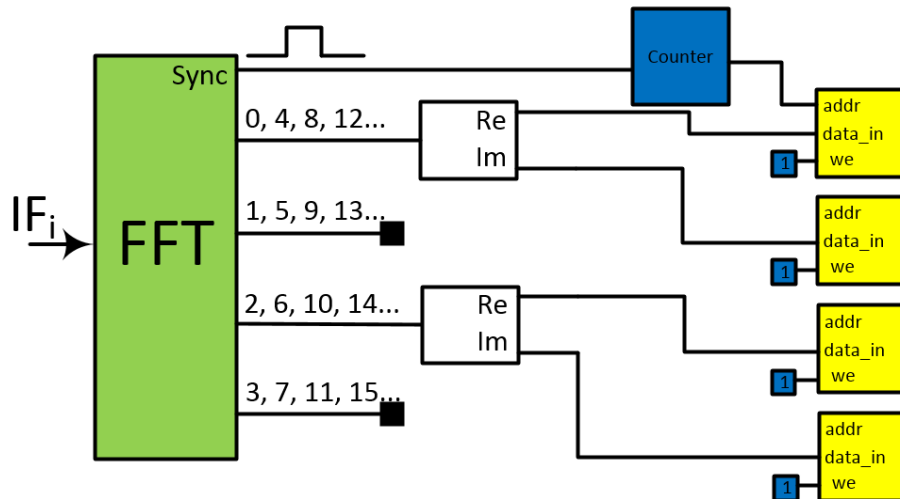 Counter
Sync
0, 4, 8, 12...
Re
Im
addr
data_in
1
we
IFi
FFT
1, 5, 9, 13...
addr
data_in
1
we
2, 6, 10, 14...
Re
Im
addr
data_in
1
we
3, 7, 11, 15...
addr
data_in
1
we